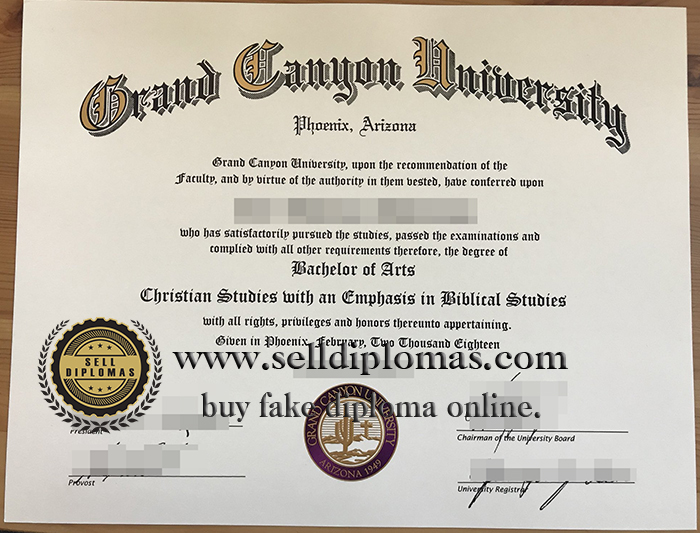 Grand Canyon University
Phoenix, Arizona
Grand Canyon University, upon the recommendation of the
Faculty, and by virtue of the authority in them vested, have conferred upon
who has satisfactorily pursued the studies, passed the examinations and
complied with all other requirements therefore, the degree of
Bachelor of Arts
Christian Studies with an Emphasis in Biblical Studies
with all rights, privileges and honors thereunto appertaining.
Given in Phoenix, February, Two Thousand Eighteen
SELL
DIPLOMAS
www.selldiplomas.com
buy fake diploma online.
GRAND CANYON UNIVERSITY
ARIZONA 1949
President
Chairman of the University Board
Provost
University Registrar